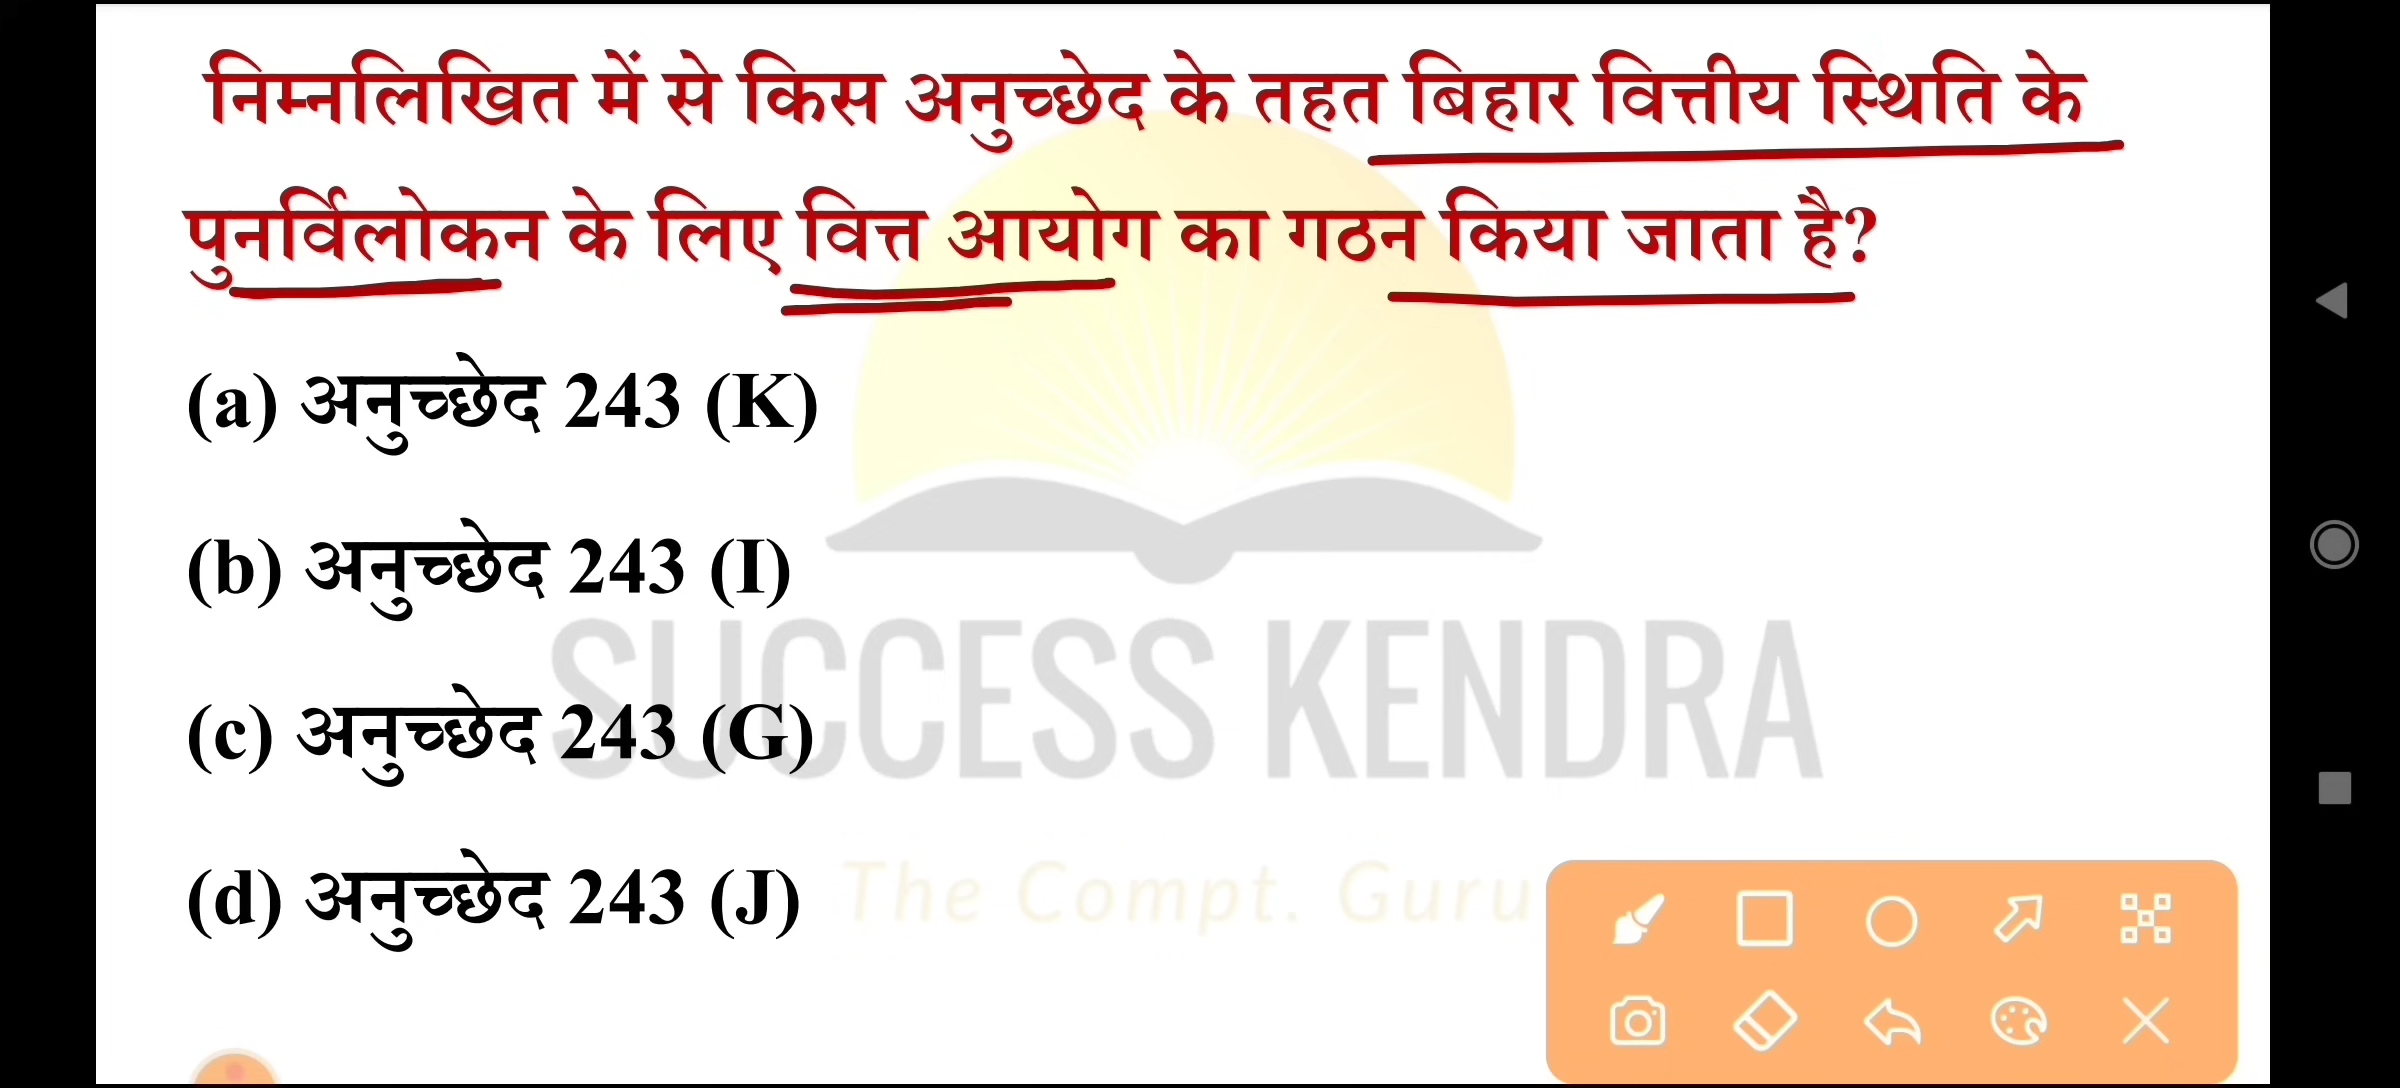 निम्नलिखित में से किस अनुच्छेद के तहत बिहार वित्तीय स्थिति के
पुनर्विलोकन के लिए वित्त आयोग का गठन किया जाता है?
(a) अनुच्छेद 243 (K)
(b) अनुच्छेद 243 (I)
(c) अनुच्छेद 243 (G)
(d) अनुच्छेद 243 (J)
SUCCESS KENDRA
The Compt. Guru